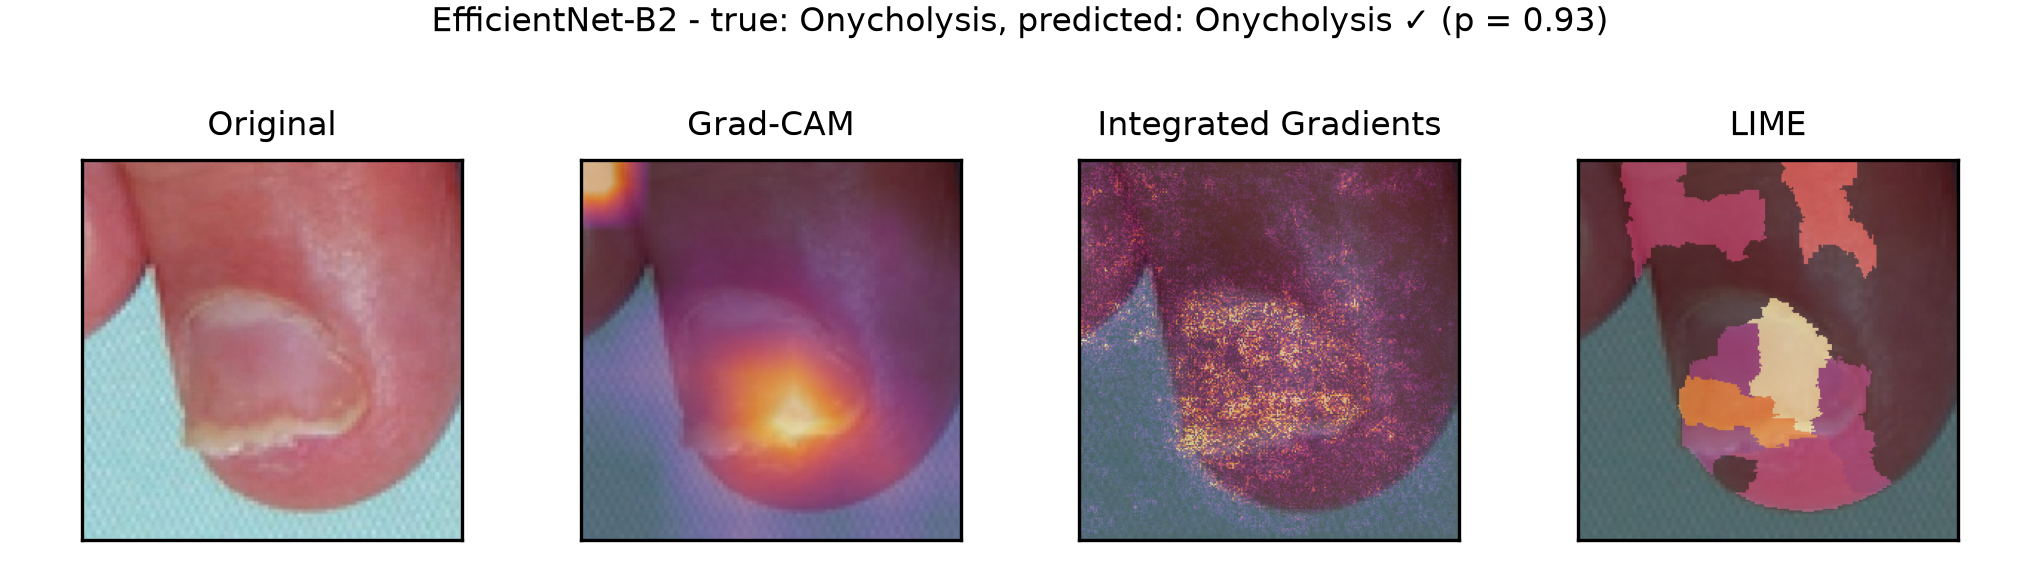 EfficientNet-B2 - true: Onycholysis, predicted: Onycholysis ✓ (p = 0.93)
Original
Grad-CAM
Integrated Gradients
LIME